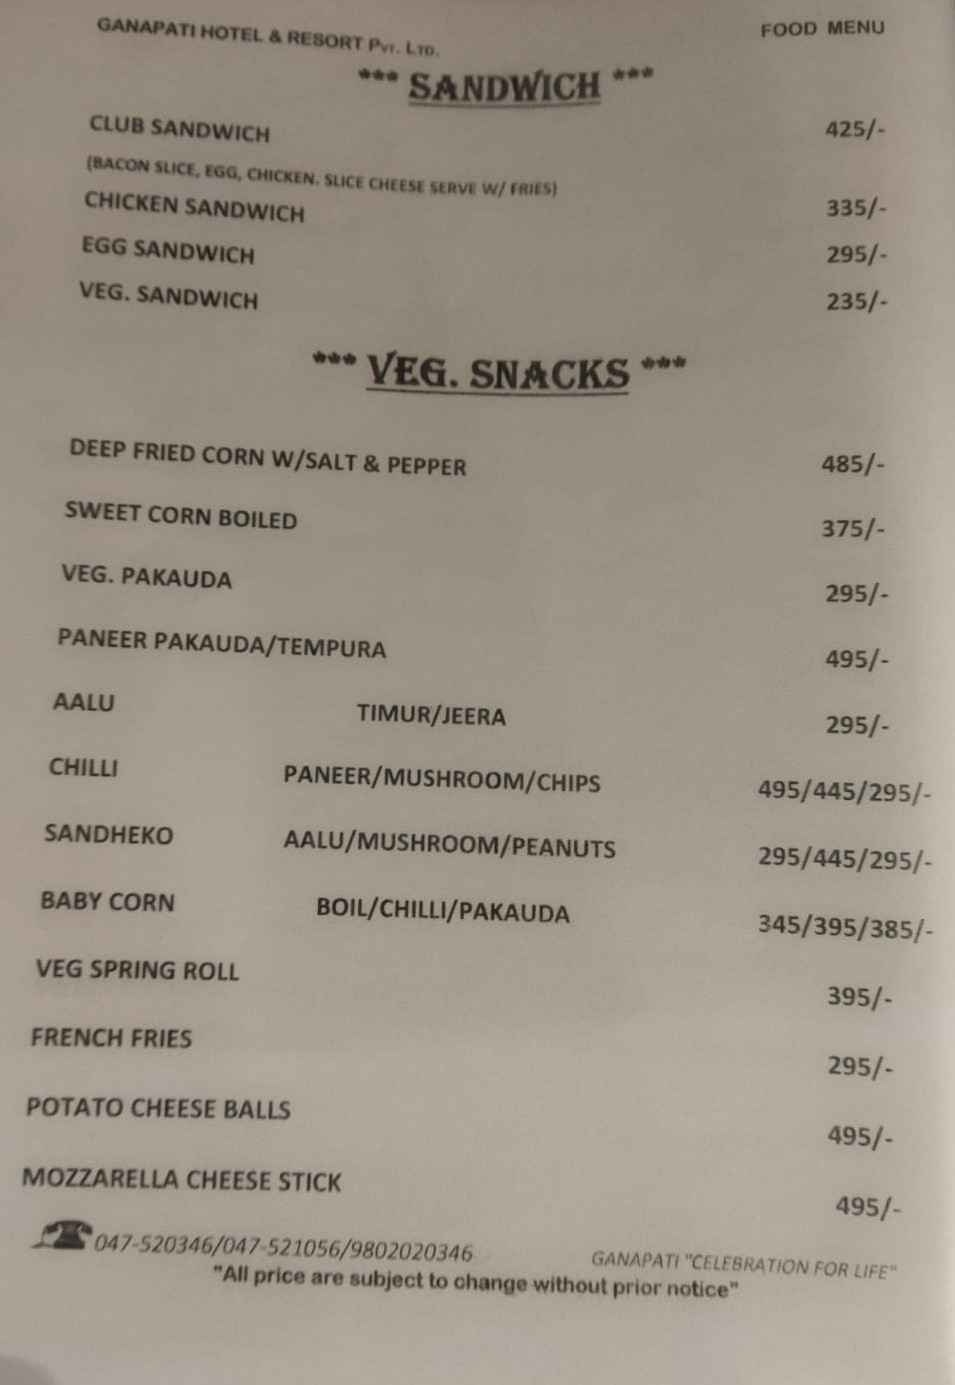 GANAPATI HOTEL & RESORT PVT. LTD. FOOD MENU
*** SANDWICH ***
CLUB SANDWICH 425/-
(BACON SLICE, EGG, CHICKEN. SLICE CHEESE SERVE W/ FRIES)
CHICKEN SANDWICH 335/-
EGG SANDWICH 295/-
VEG. SANDWICH 235/-
*** VEG. SNACKS ***
DEEP FRIED CORN W/SALT & PEPPER 485/-
SWEET CORN BOILED 375/-
VEG. PAKAUDA 295/-
PANEER PAKAUDA/TEMPURA 495/-
AALU TIMUR/JEERA 295/-
CHILLI PANEER/MUSHROOM/CHIPS 495/445/295/-
SANDHEKO AALU/MUSHROOM/PEANUTS 295/445/295/-
BABY CORN BOIL/CHILLI/PAKAUDA 345/395/385/-
VEG SPRING ROLL 395/-
FRENCH FRIES 295/-
POTATO CHEESE BALLS 495/-
MOZZARELLA CHEESE STICK 495/-
047-520346/047-521056/9802020346 GANAPATI "CELEBRATION FOR LIFE"
"All price are subject to change without prior notice"